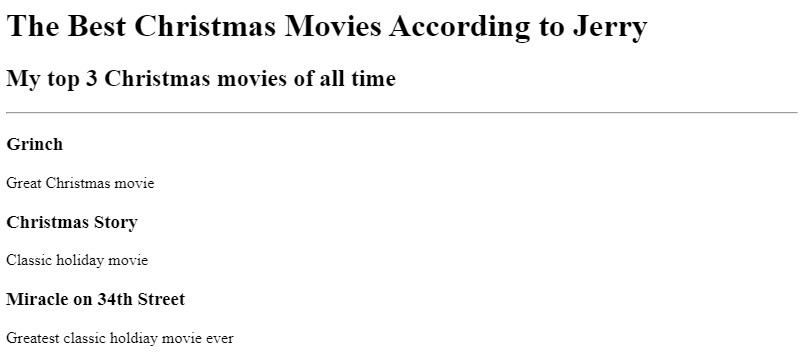 The Best Christmas Movies According to Jerry
My top 3 Christmas movies of all time
Grinch
Great Christmas movie
Christmas Story
Classic holiday movie
Miracle on 34th Street
Greatest classic holdiay movie ever